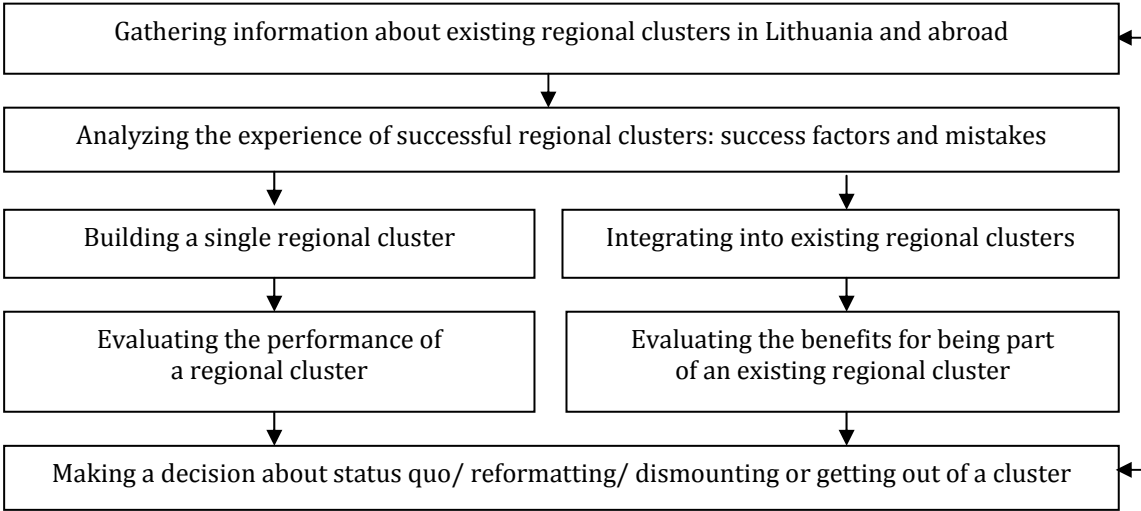 Gathering information about existing regional clusters in Lithuania and abroad
Analyzing the experience of successful regional clusters: success factors and mistakes
Building a single regional cluster
Integrating into existing regional clusters
Evaluating the performance of
a regional cluster
Evaluating the benefits for being part
of an existing regional cluster
Making a decision about status quo/ reformatting/ dismounting or getting out of a cluster